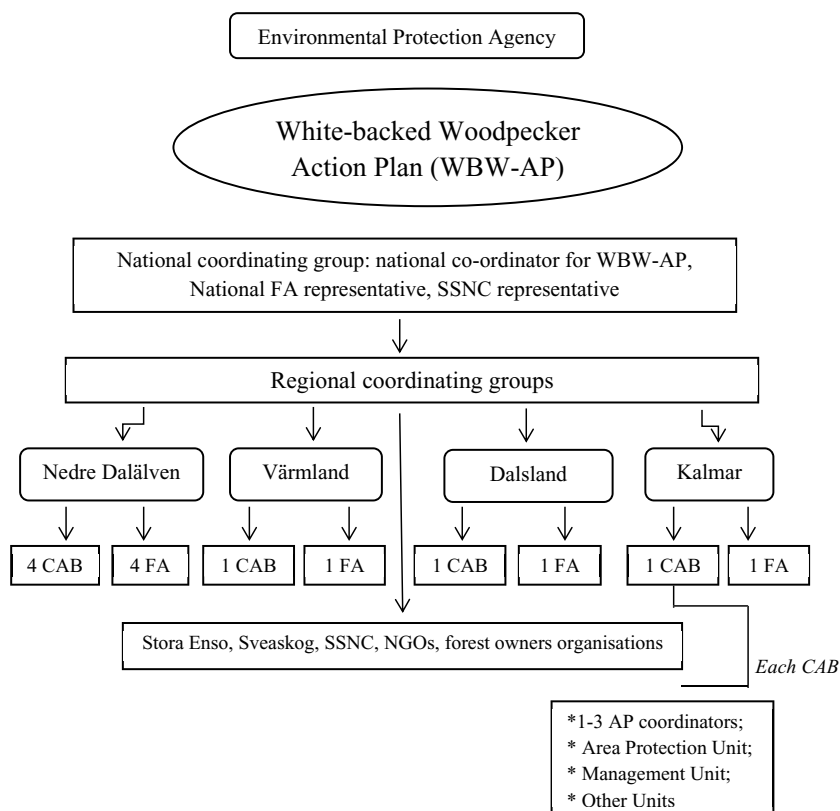 Environmental Protection Agency
White-backed Woodpecker
Action Plan (WBW-AP)
National coordinating group: national co-ordinator for WBW-AP,
National FA representative, SSNC representative
Regional coordinating groups
Nedre Dalälven
Värmland
Dalsland
Kalmar
4 CAB
4 FA
1 CAB
1 FA
1 CAB
1 FA
1 CAB
1 FA
Stora Enso, Sveaskog, SSNC, NGOs, forest owners organisations
Each CAB
*1-3 AP coordinators;
* Area Protection Unit;
* Management Unit;
* Other Units